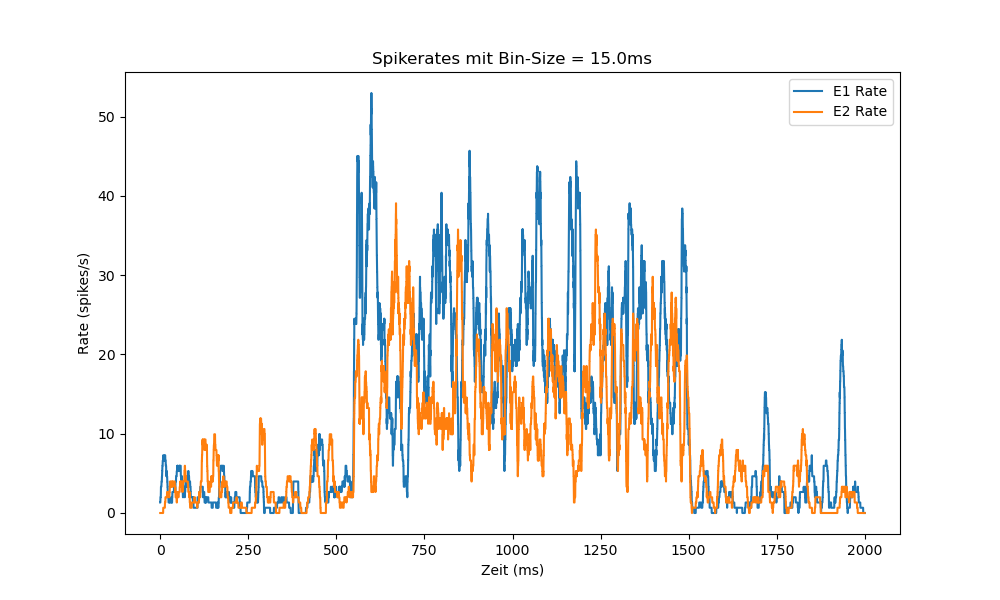 Spikerates mit Bin-Size = 15.0ms
E1 Rate
E2 Rate
50
40
30
20
10
0
Rate (spikes/s)
0 250 500 750 1000 1250 1500 1750 2000
Zeit (ms)